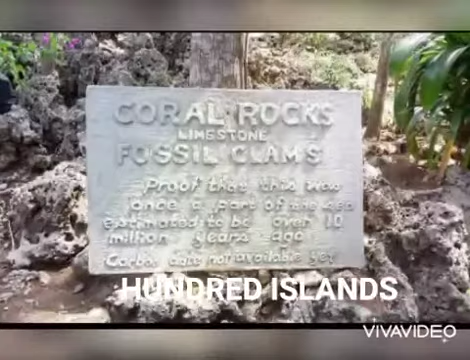 CORAL ROCKS
LIMESTONE
FOSSIL CLAMS
Proof that this was
once a part of the sea
estimated to be over 10
million years ago
Carbon date not available yet
HUNDRED ISLANDS
VIVAVIDEO